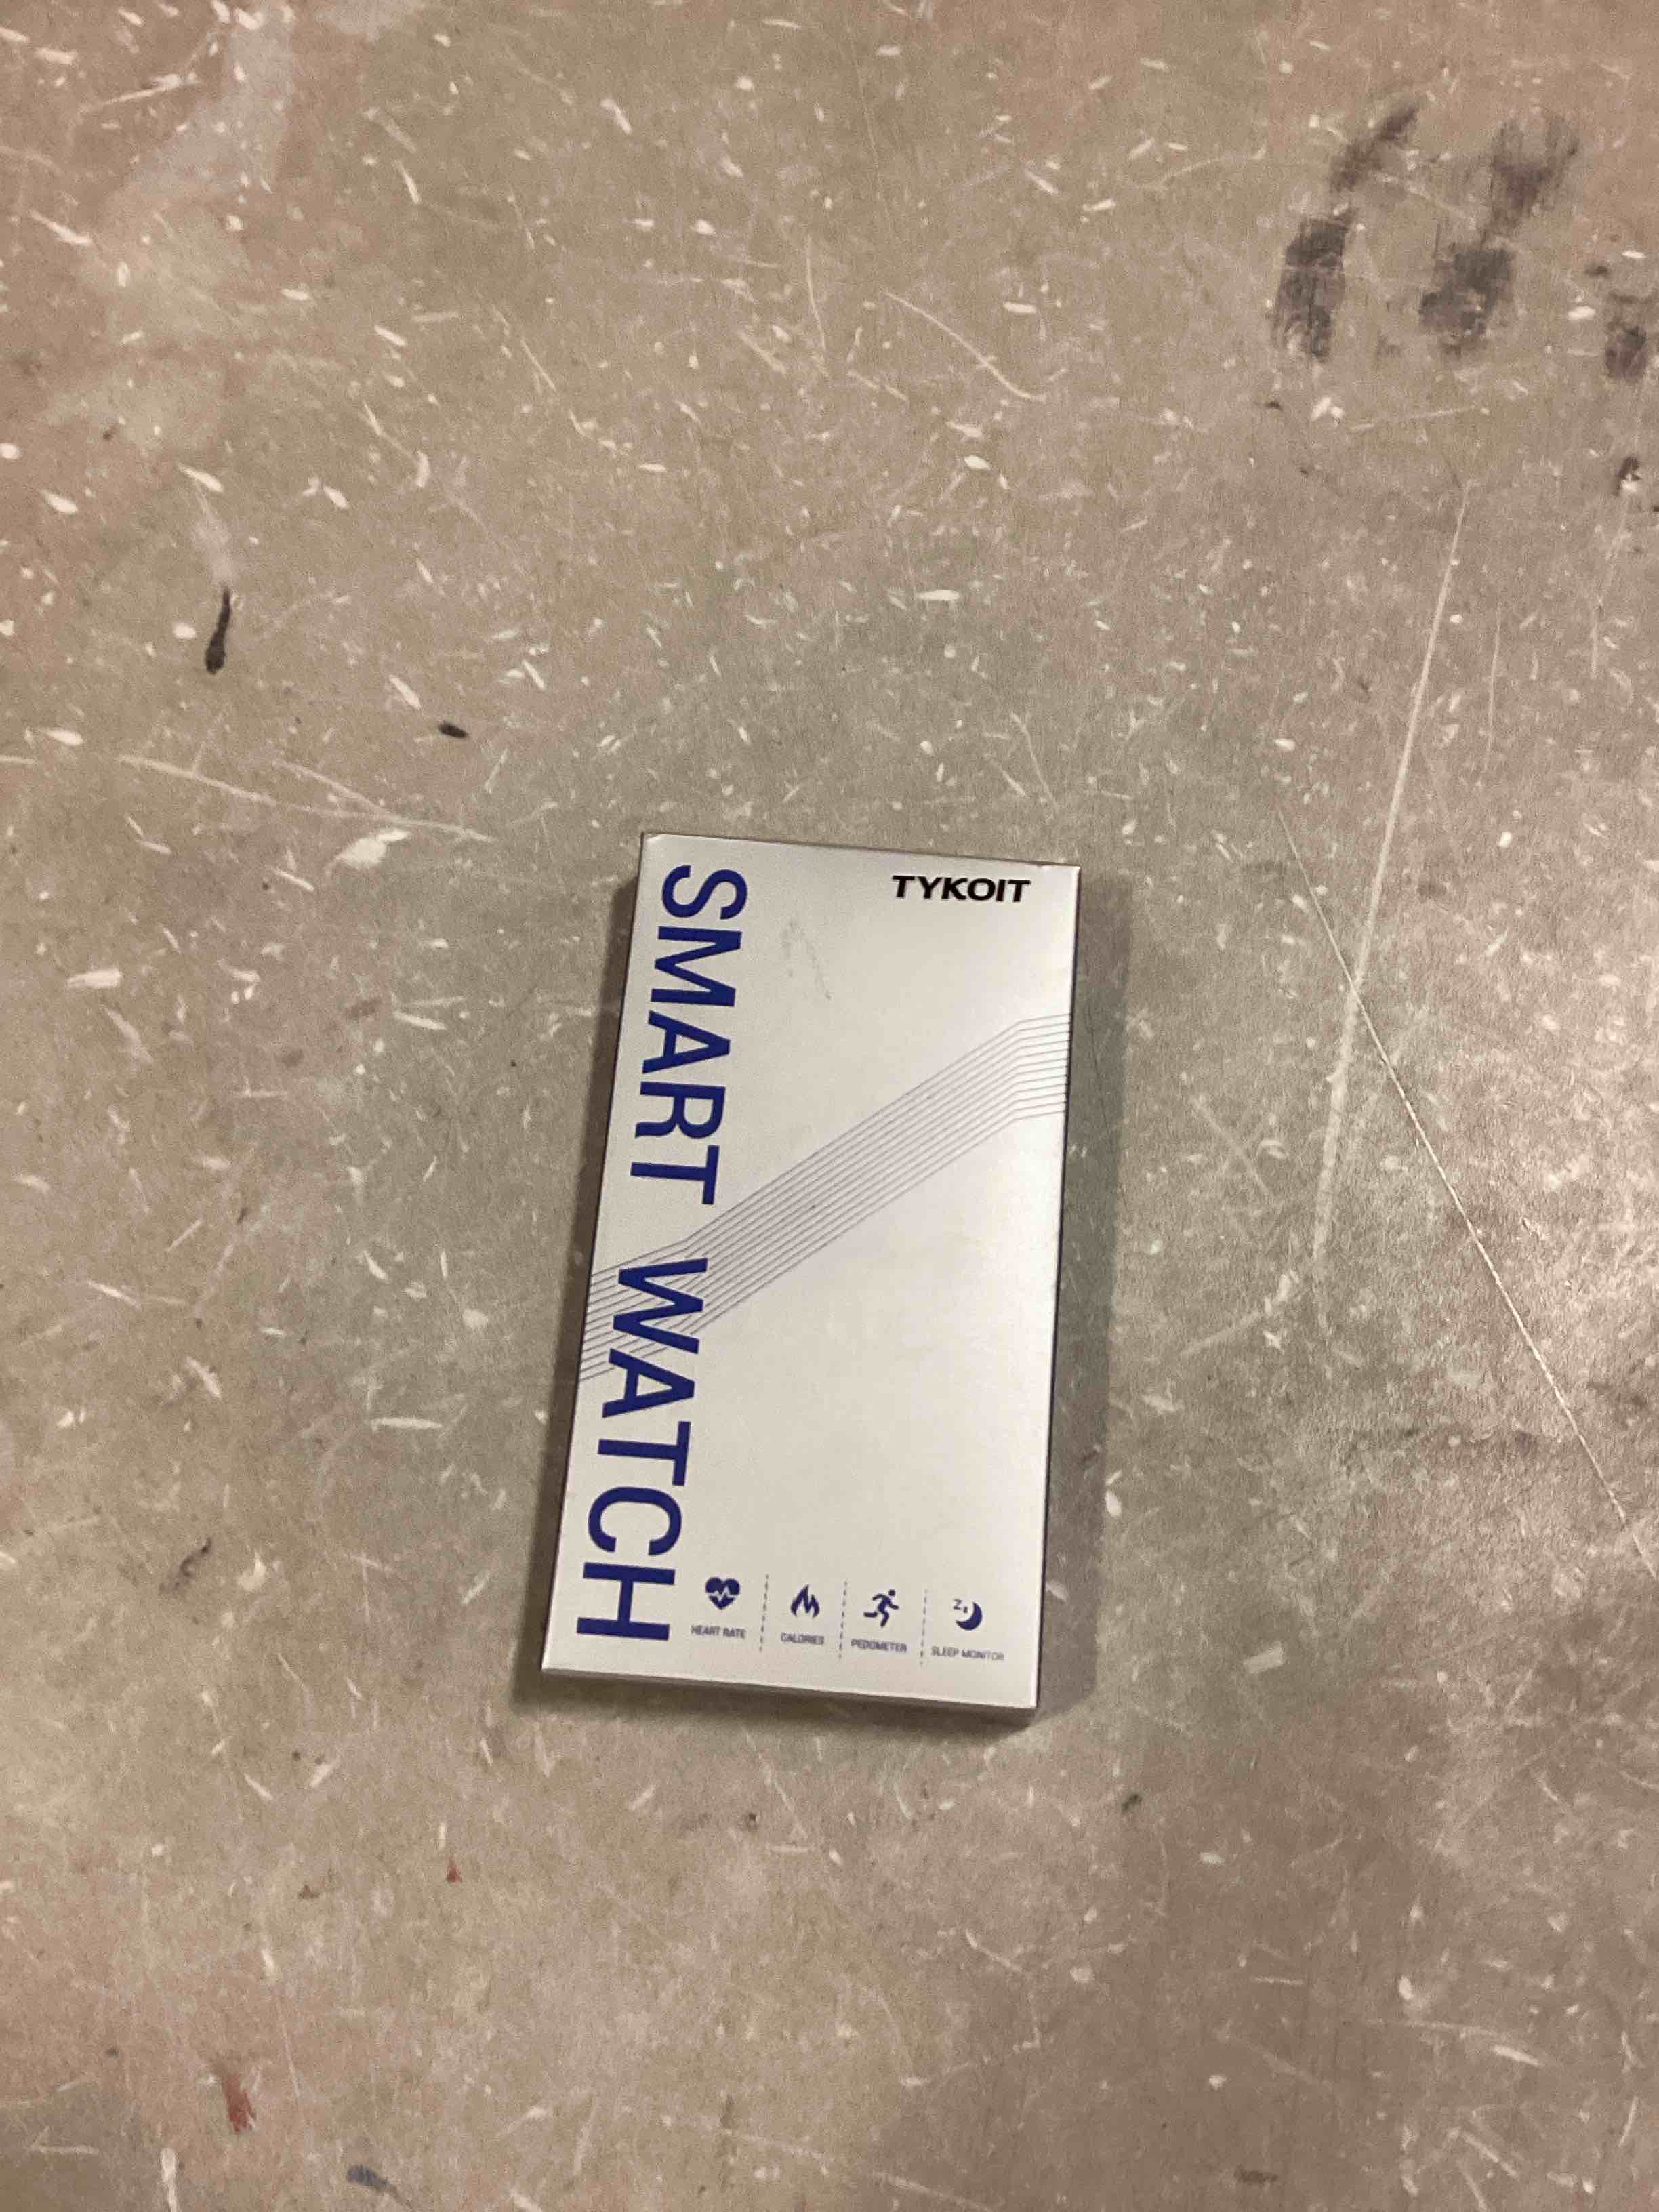 TYKOIT
SMART WATCH
HEART RATE
CALORIES
PEDOMETER
SLEEP MONITOR